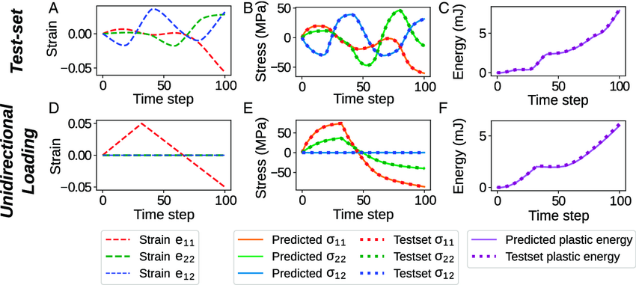 Test-set
A
Strain
0.00
−0.05
0
50
100
Time step
B
Stress (MPa)
50
0
−50
0
50
100
Time step
C
Energy (mJ)
5
0
0
50
100
Time step
Unidirectional
Loading
D
Strain
0.05
0.00
−0.05
0
50
100
Time step
E
Stress (MPa)
50
0
−50
0
50
100
Time step
F
Energy (mJ)
5
0
0
50
100
Time step
Strain e11
Strain e22
Strain e12
Predicted σ11
Predicted σ22
Predicted σ12
Testset σ11
Testset σ22
Testset σ12
Predicted plastic energy
Testset plastic energy